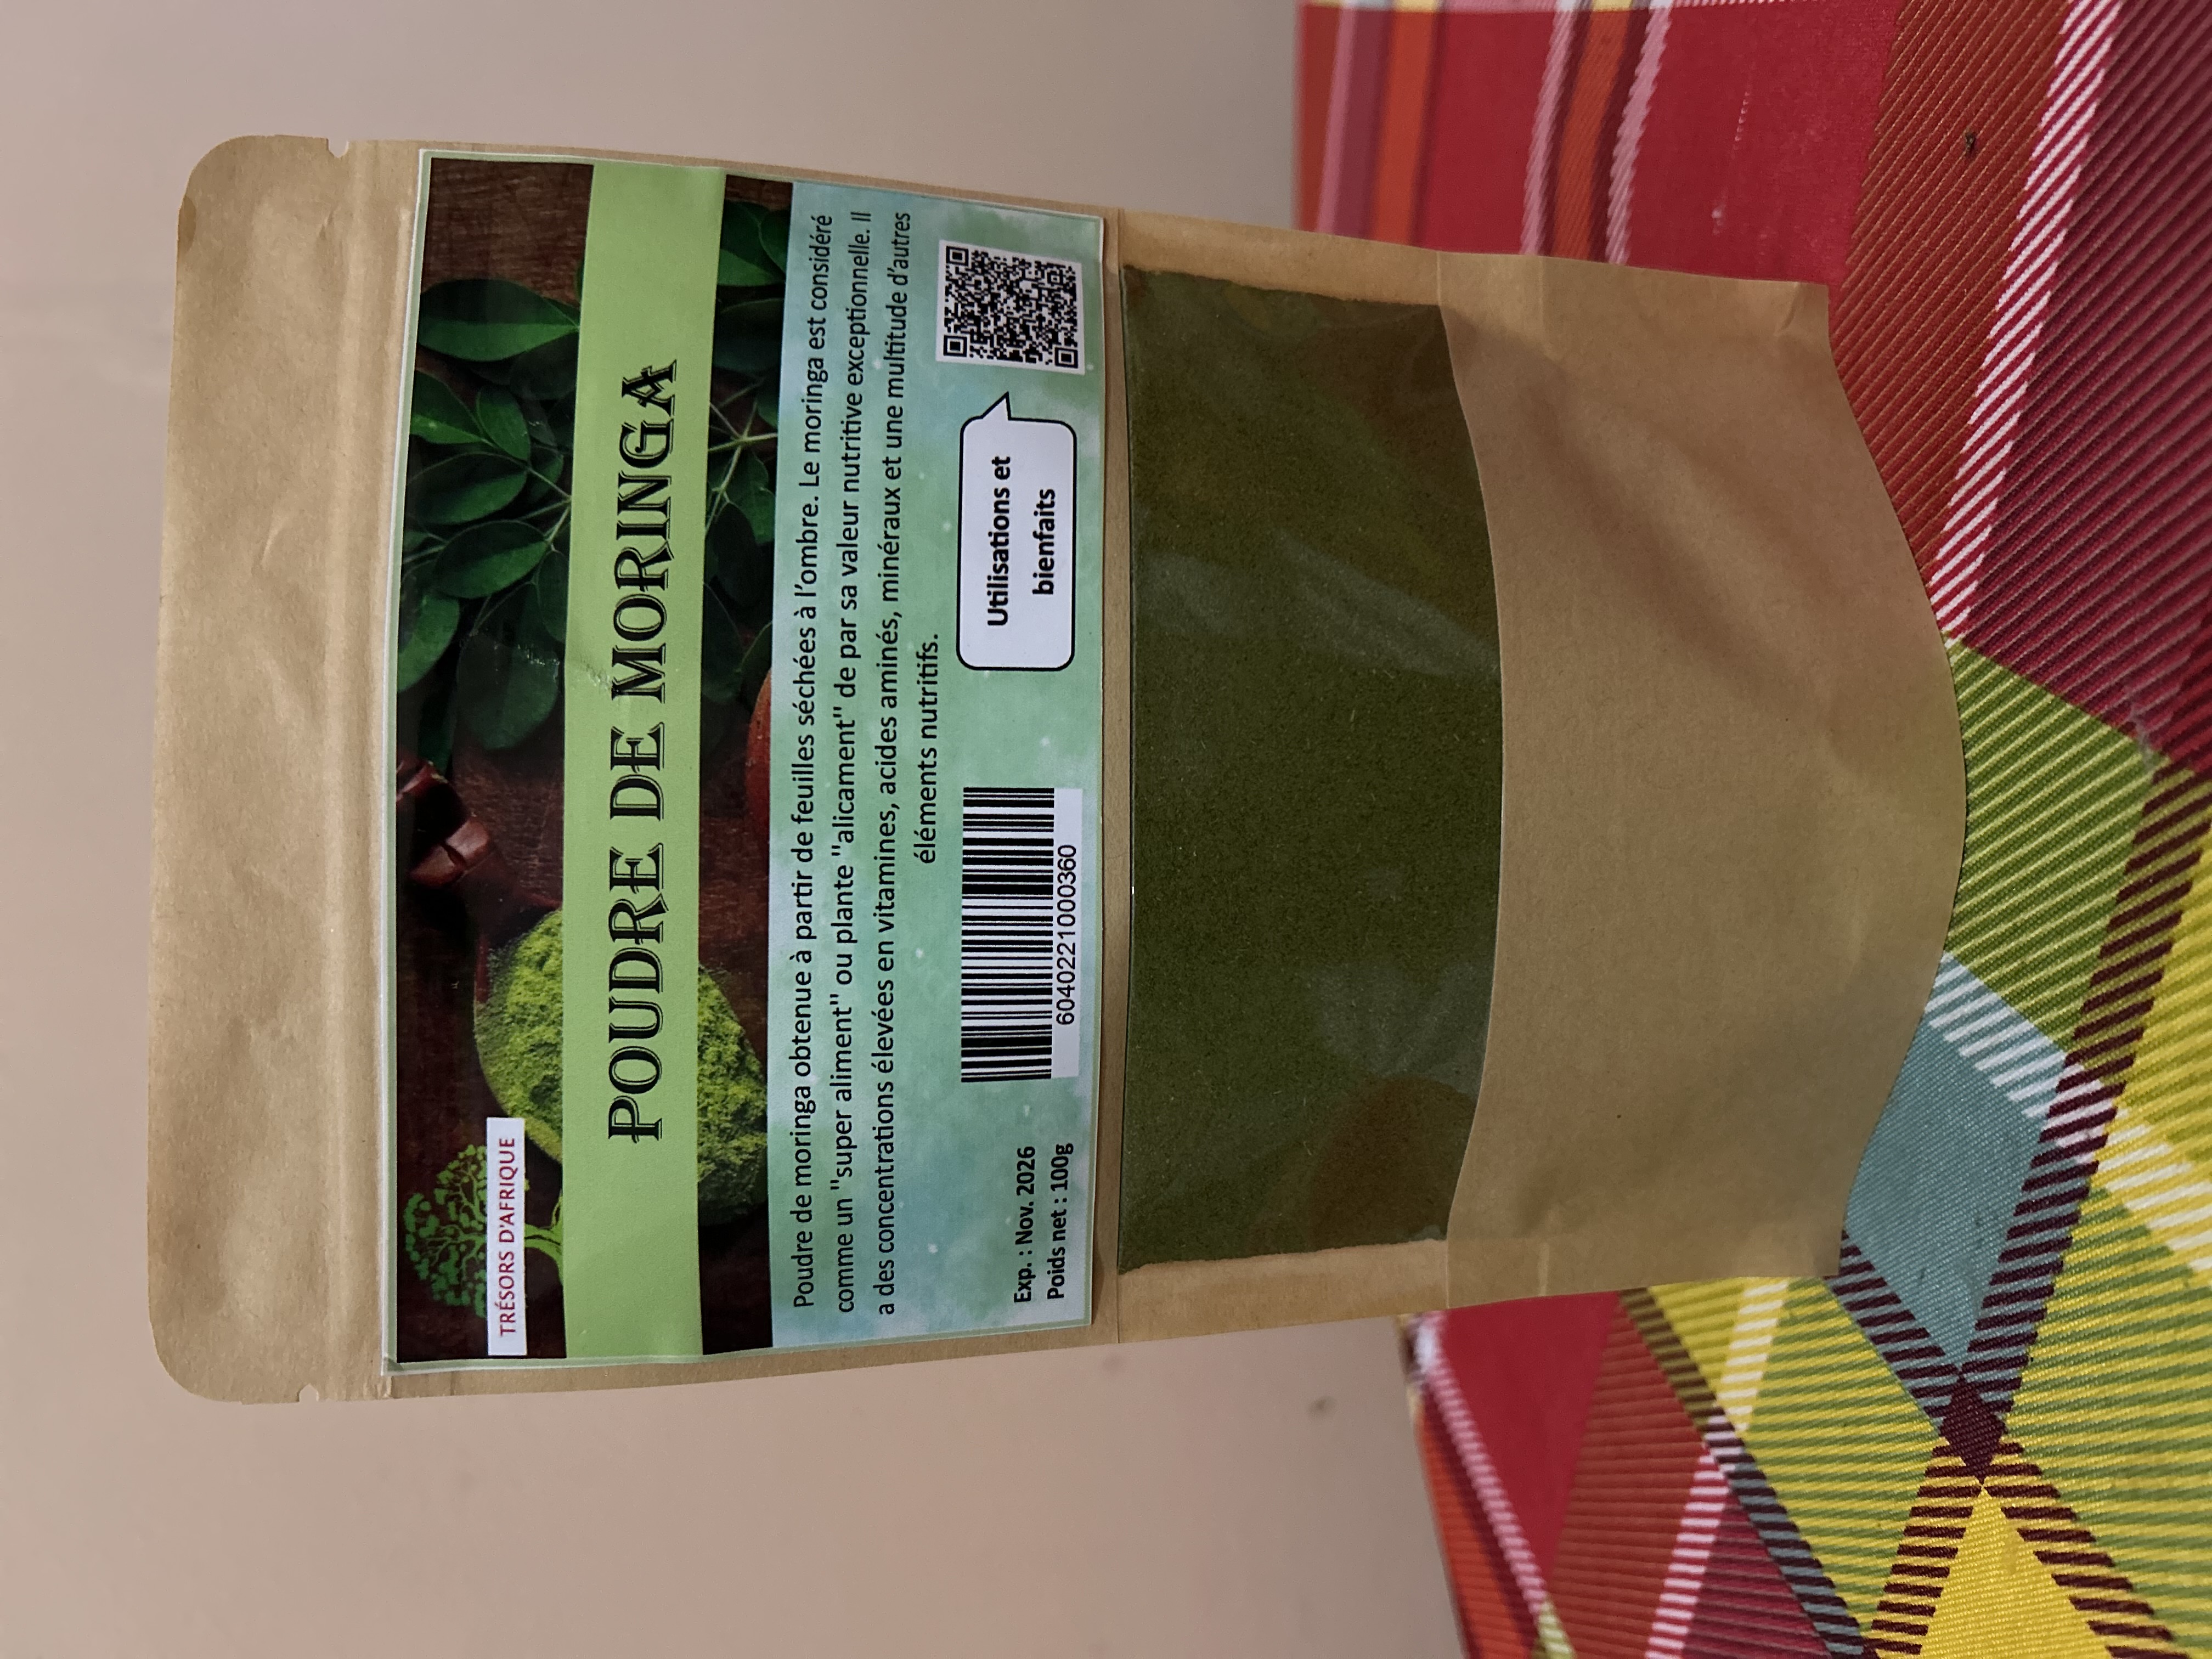 TRÉSORS D'AFRIQUE
POUDRE DE MORINGA
Poudre de moringa obtenue à partir de feuilles séchées à l'ombre. Le moringa est considéré
comme un "super aliment" ou plante "alicament" de par sa valeur nutritive exceptionnelle. Il
a des concentrations élevées en vitamines, acides aminés, minéraux et une multitude d'autres
éléments nutritifs.
Exp. : Nov. 2026
Poids net : 100g
6040221000360
Utilisations et
bienfaits